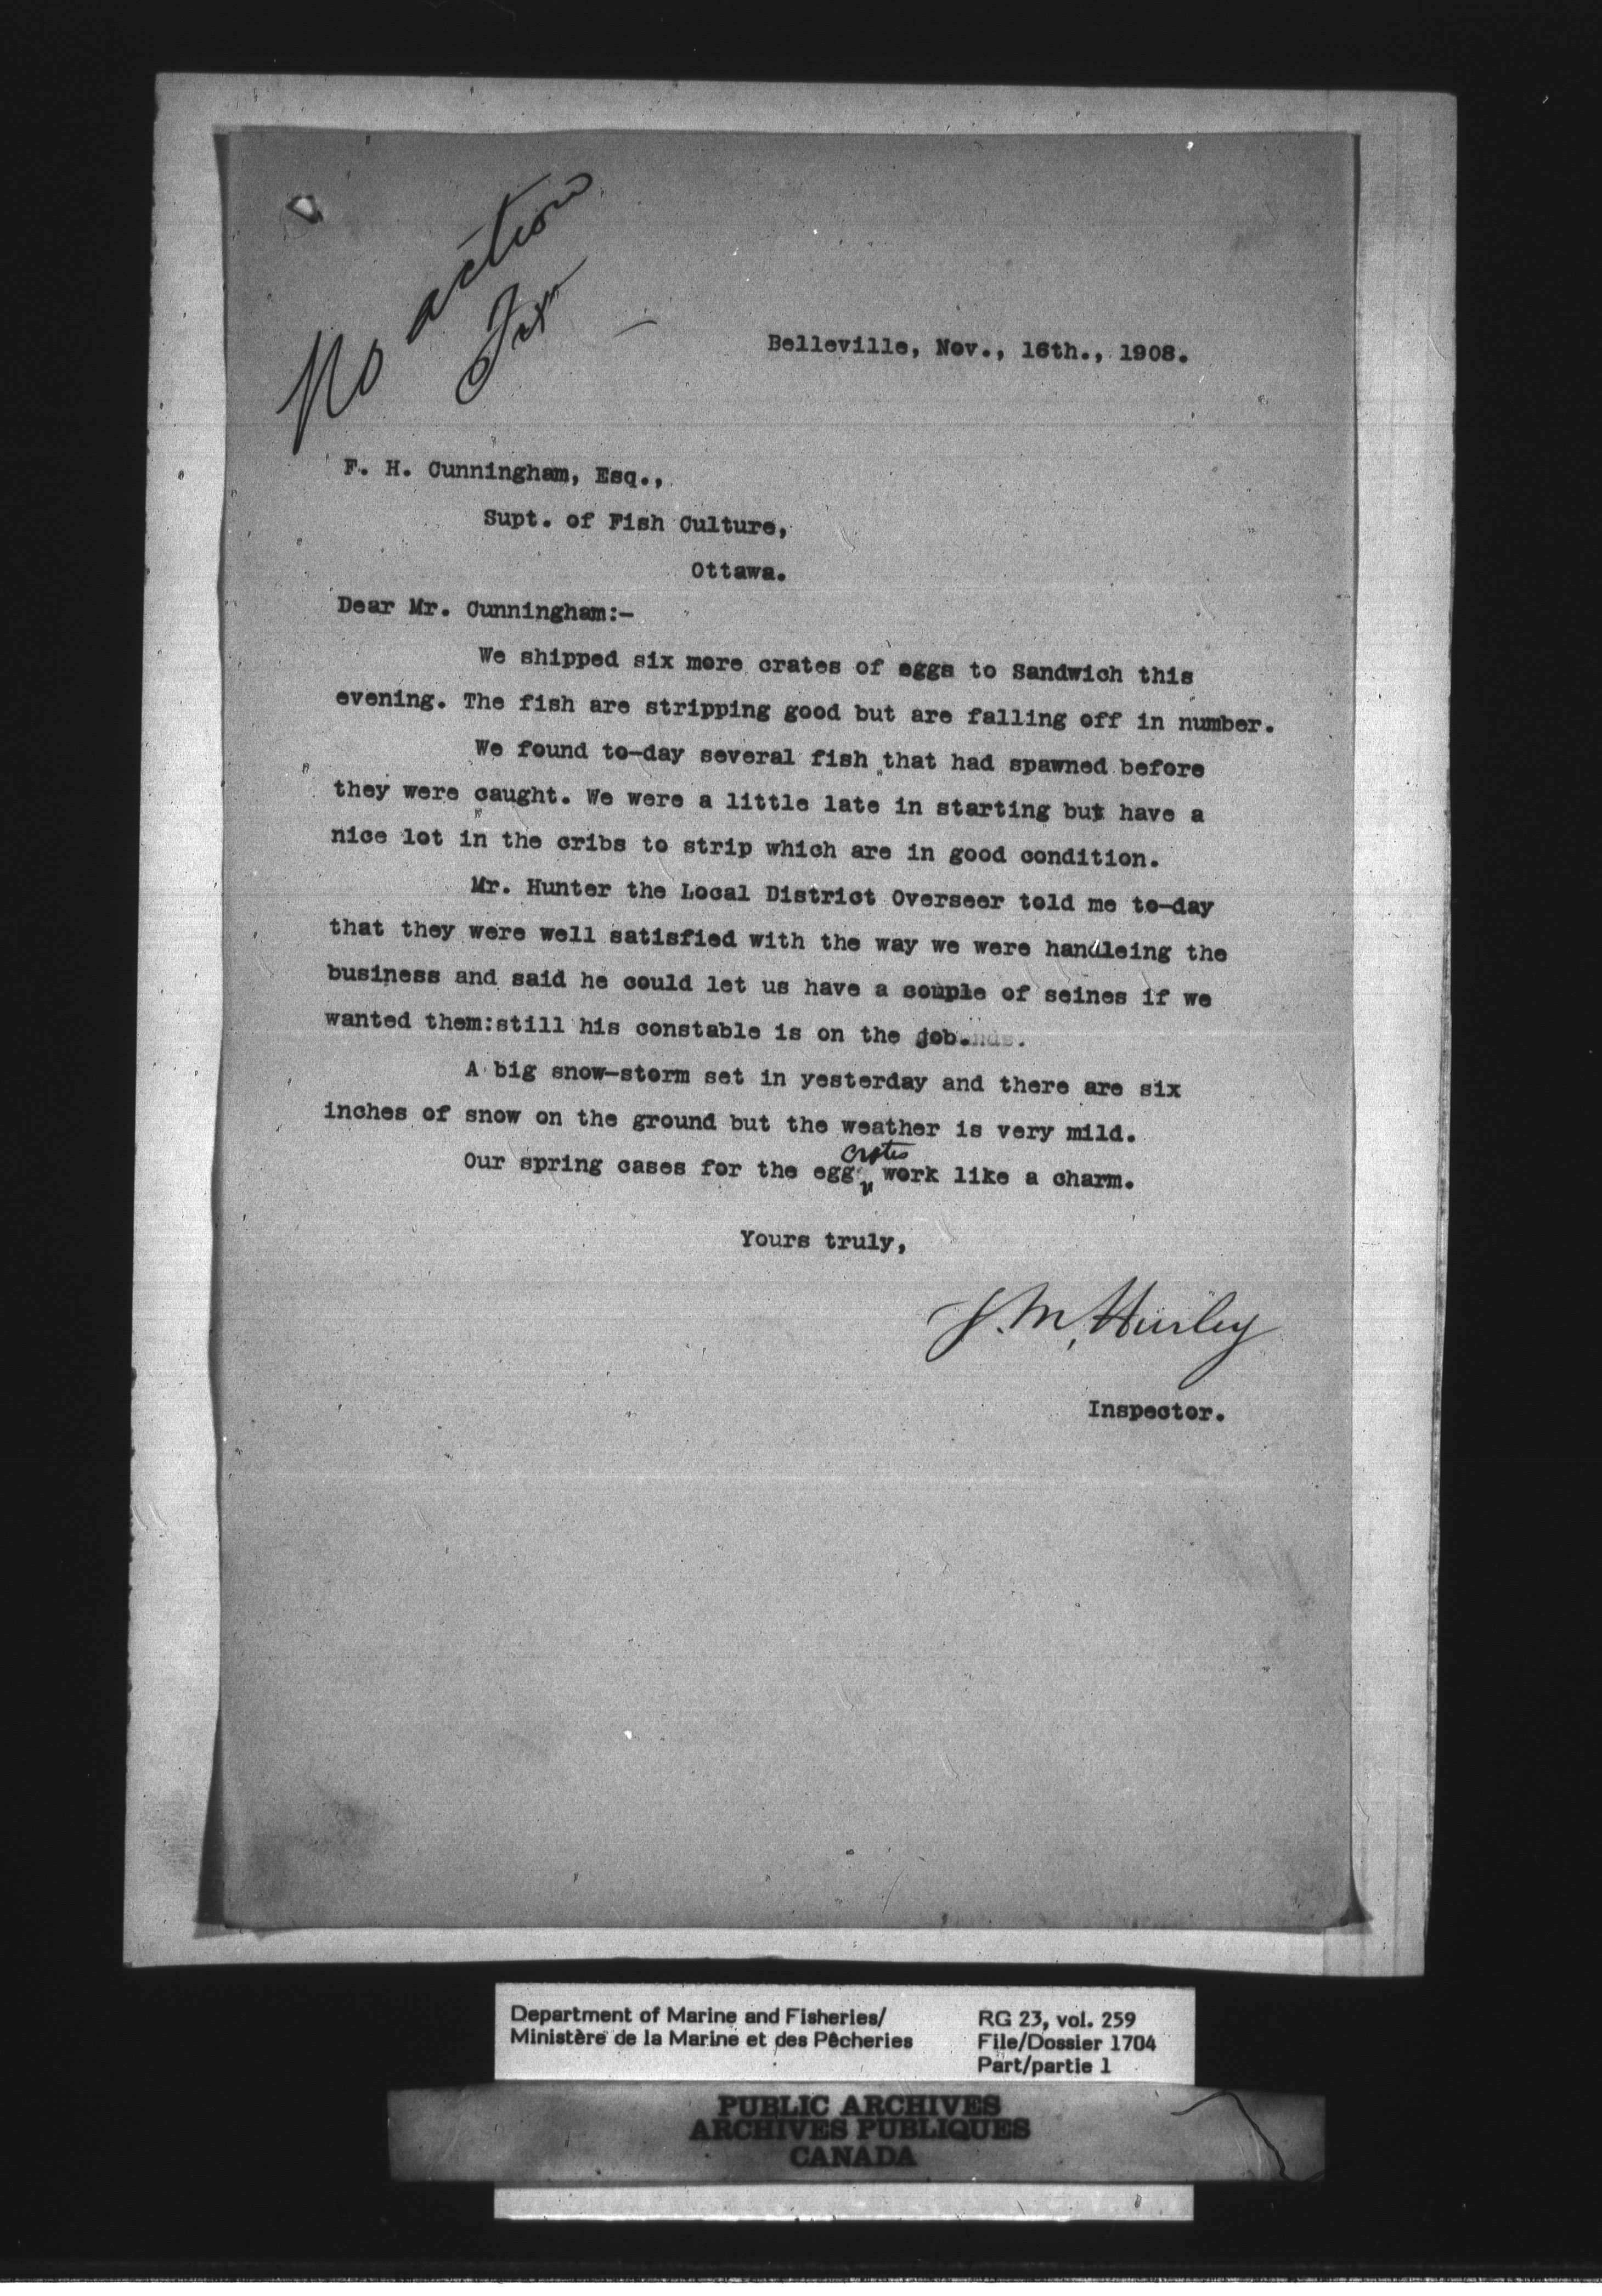 No action
Belleville, Nov., 16th., 1908.
F. H. Cunningham, Esq.,
Supt. of Fish Culture,
Ottawa.
Dear Mr. Cunningham:-
We shipped six more crates of eggs to Sandwich this
evening. The fish are stripping good but are falling off in number.
We found to-day several fish that had spawned before
they were caught. We were a little late in starting but have a
nice lot in the cribs to strip which are in good condition.
Mr. Hunter the Local District Overseer told me to-day
that they were well satisfied with the way we were handleing the
business and said he could let us have a couple of seines if we
wanted them:still his constable is on the job.
A big snow-storm set in yesterday and there are six
inches of snow on the ground but the weather is very mild.
Our spring cases for the egg crates work like a charm.
Yours truly,
J. M. Hurley
Inspector.
Department of Marine and Fisheries/
Ministère de la Marine et des Pêcheries
RG 23, vol. 259
File/Dossier 1704
Part/partie 1
PUBLIC ARCHIVES
ARCHIVES PUBLIQUES
CANADA